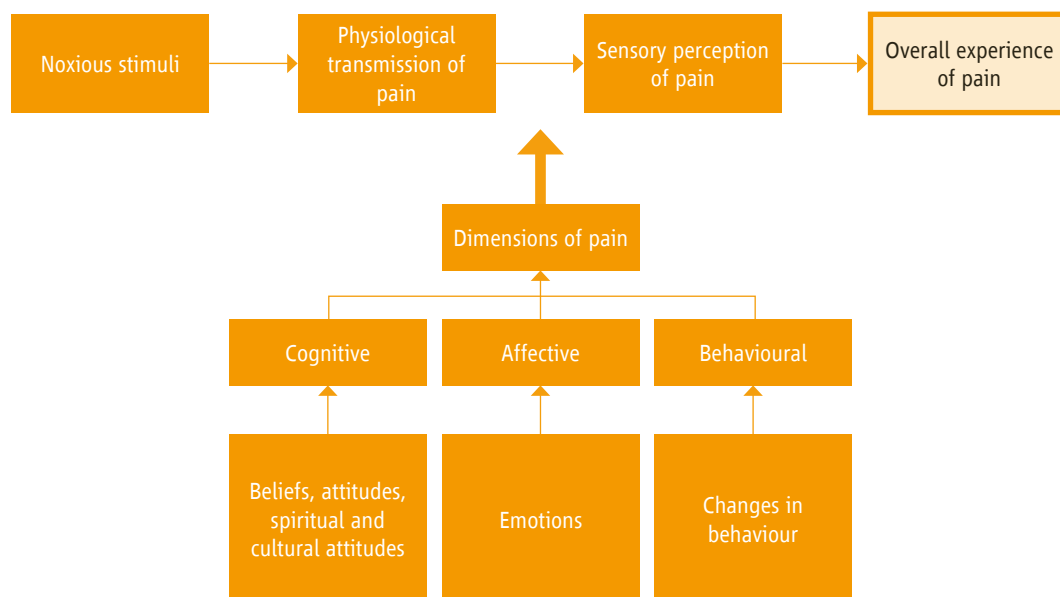 Noxious stimuli
Physiological
transmission of
pain
Sensory perception
of pain
Overall experience
of pain
Dimensions of pain
Cognitive
Affective
Behavioural
Beliefs, attitudes,
spiritual and
cultural attitudes
Emotions
Changes in
behaviour